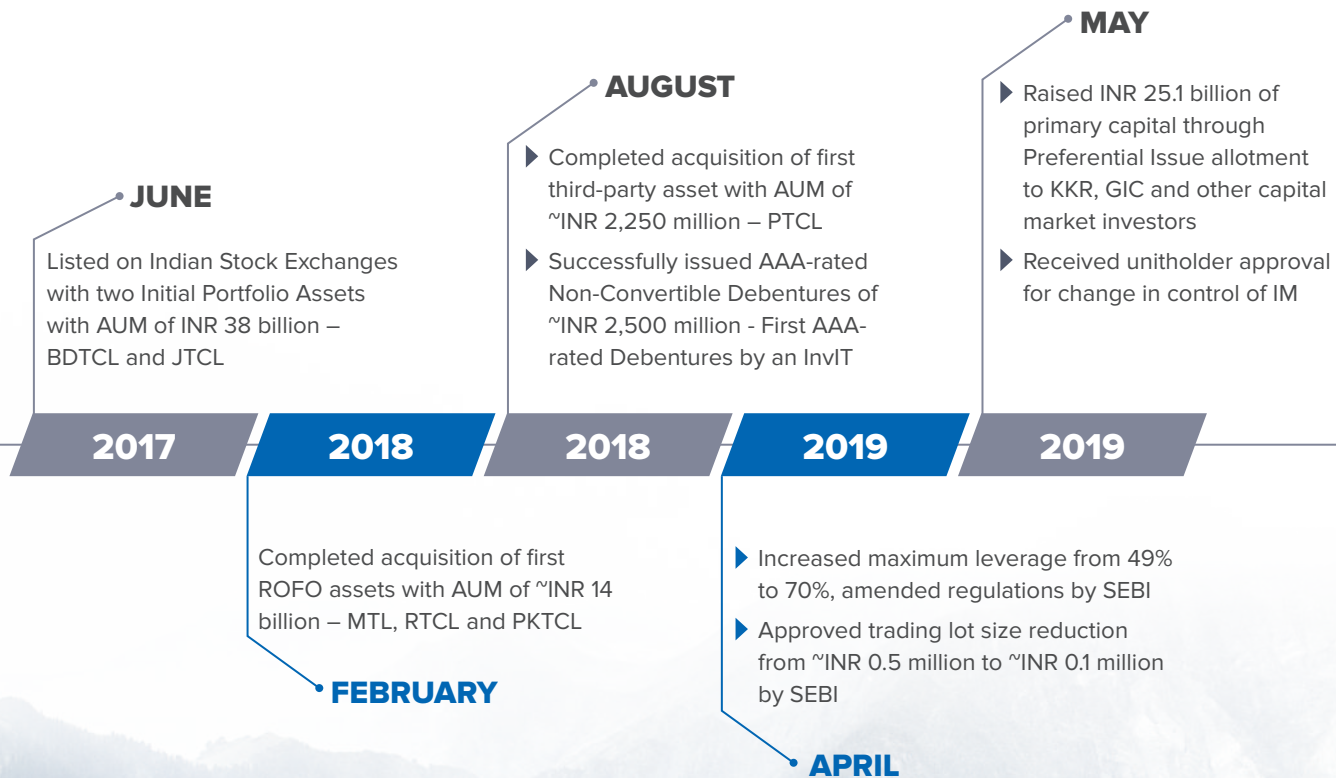 JUNE
Listed on Indian Stock Exchanges
with two Initial Portfolio Assets
with AUM of INR 38 billion –
BDTCL and JTCL
2017
2018
Completed acquisition of first
ROFO assets with AUM of ~INR 14
billion – MTL, RTCL and PKTCL
FEBRUARY
AUGUST
Completed acquisition of first
third-party asset with AUM of
~INR 2,250 million – PTCL
Successfully issued AAA-rated
Non-Convertible Debentures of
~INR 2,500 million - First AAA-
rated Debentures by an InvIT
2018
2019
Increased maximum leverage from 49%
to 70%, amended regulations by SEBI
Approved trading lot size reduction
from ~INR 0.5 million to ~INR 0.1 million
by SEBI
APRIL
MAY
Raised INR 25.1 billion of
primary capital through
Preferential Issue allotment
to KKR, GIC and other capital
market investors
Received unitholder approval
for change in control of IM
2019